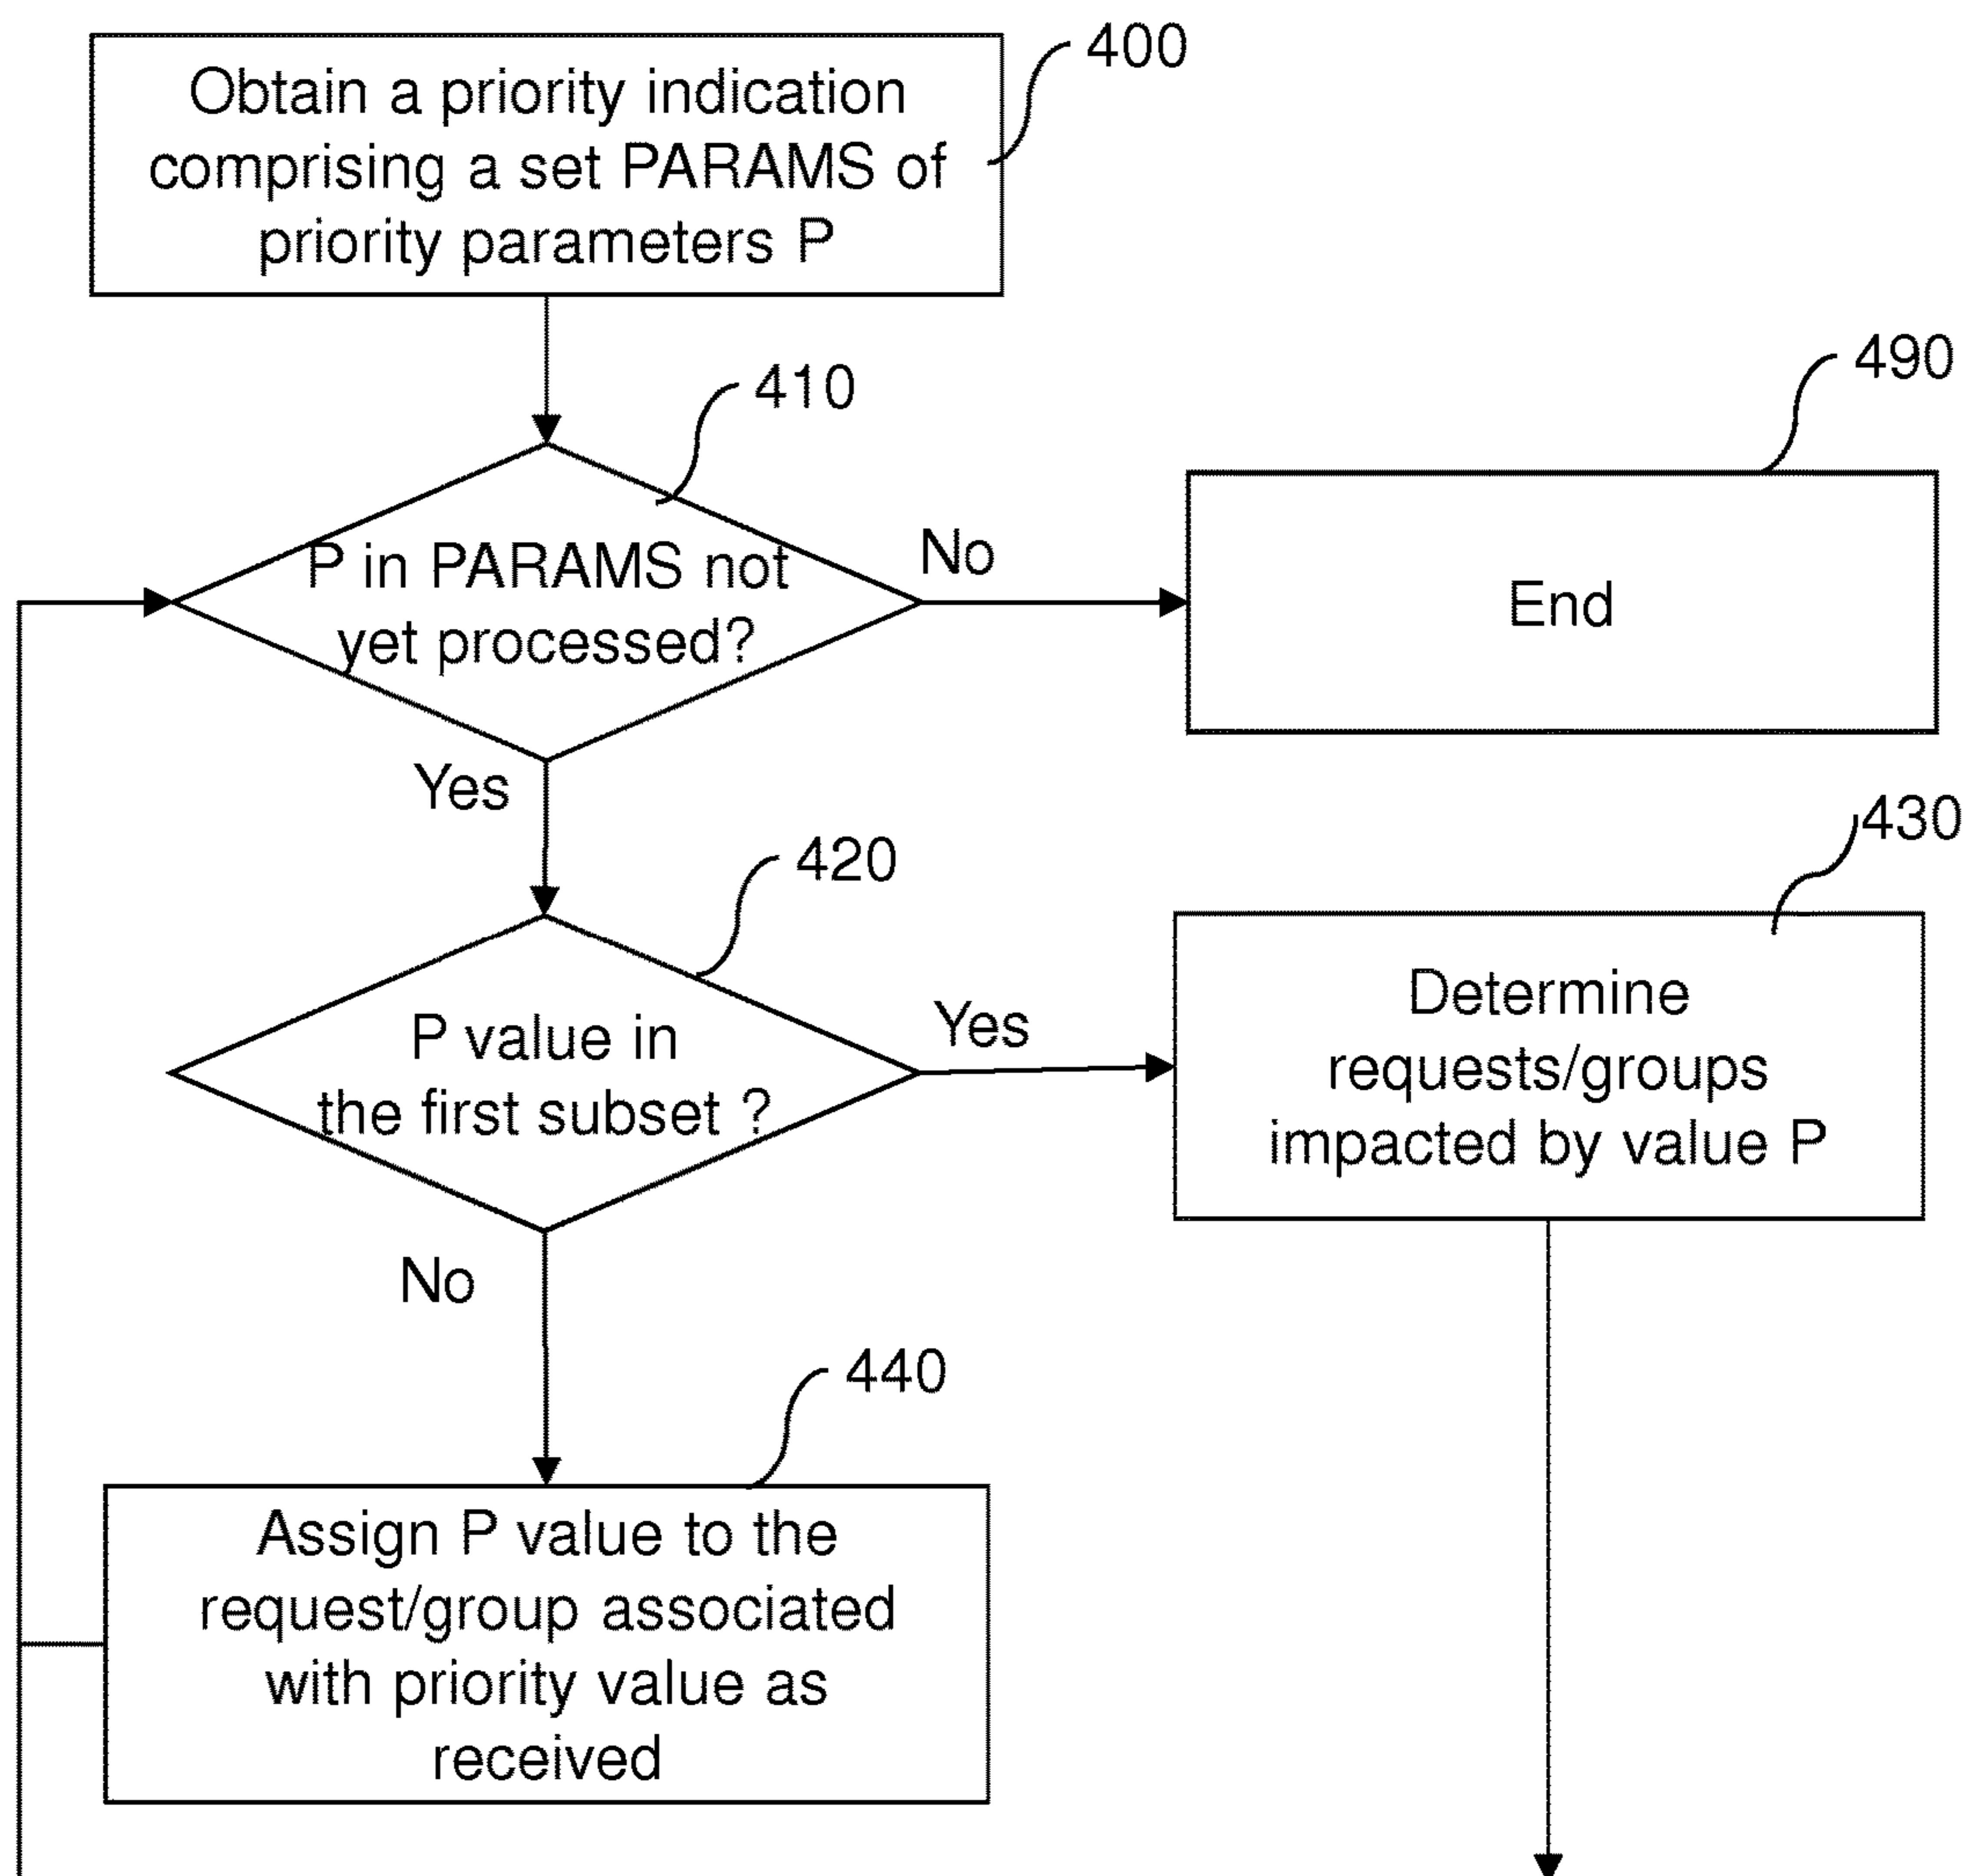 400
Obtain a priority indication
comprising a set PARAMS of
priority parameters P
490
410
P in PARAMS not
yet processed?
No
End
Yes
430
420
P value in
the first subset ?
Yes
Determine
requests/groups
impacted by value P
No
440
Assign P value to the
request/group associated
with priority value as
received